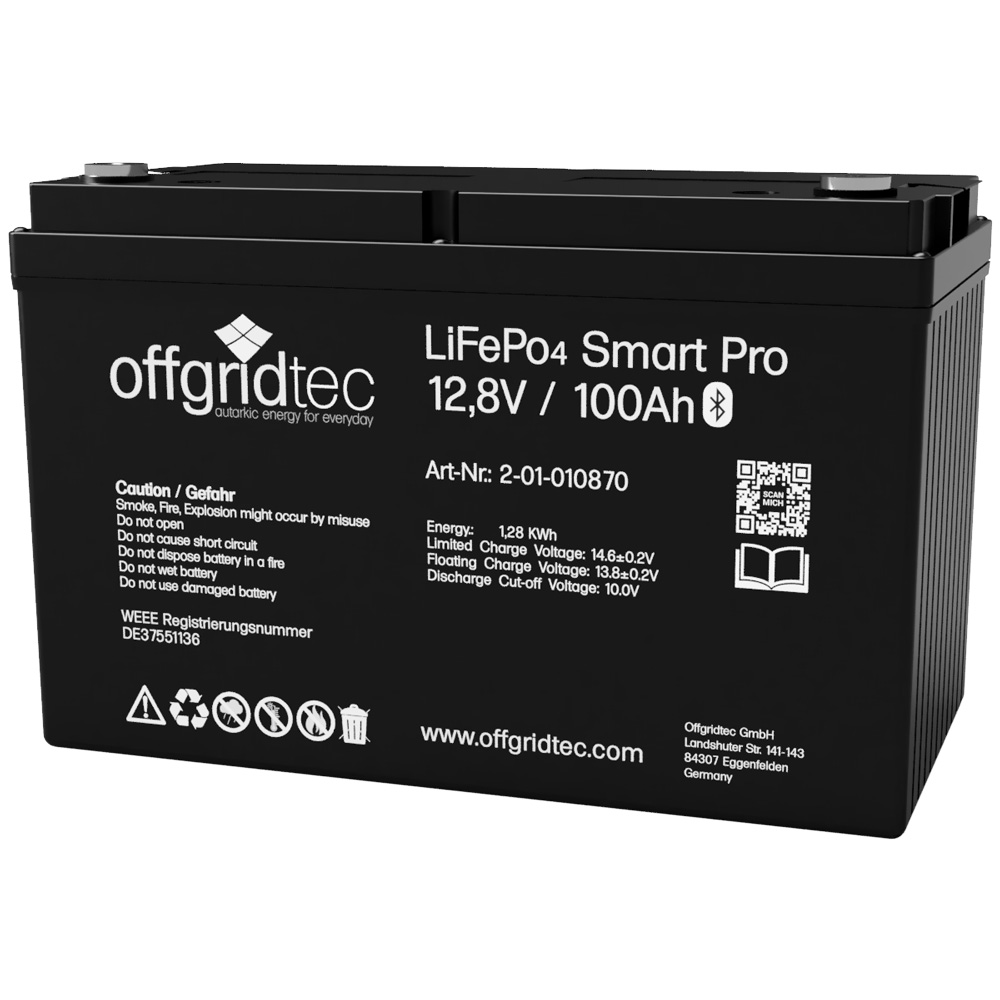 offgridtec
autarkic energy for everyday
LiFePo4 Smart Pro
12,8V / 100Ah
Art-Nr.: 2-01-010870
Energy.: 1,28 KWh
Limited Charge Voltage: 14.6±0.2V
Floating Charge Voltage: 13.8±0.2V
Discharge Cut-off Voltage: 10.0V
SCAN
MICH
Caution / Gefahr
Smoke, Fire, Explosion might occur by misuse
Do not open
Do not cause short circuit
Do not dispose battery in a fire
Do not wet battery
Do not use damaged battery
WEEE Registrierungsnummer
DE37551136
www.offgridtec.com
Offgridtec GmbH
Landshuter Str. 141-143
84307 Eggenfelden
Germany